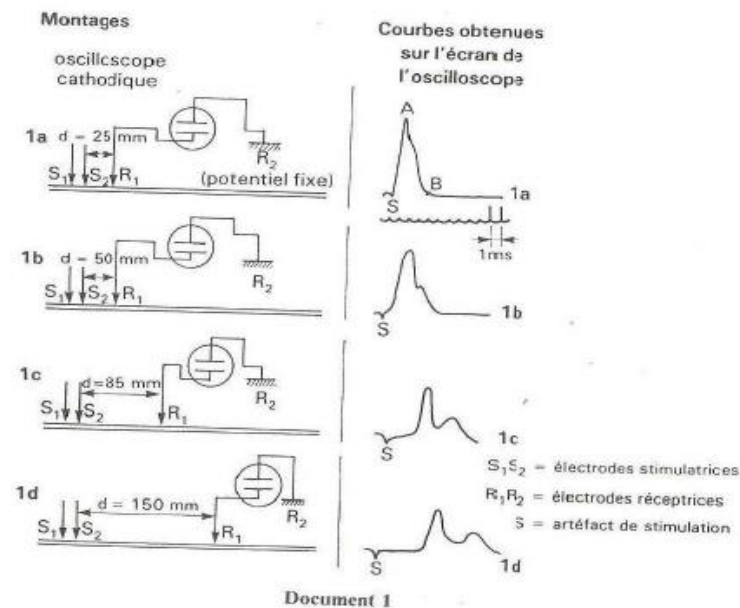 Montages
oscilloscope
cathodique
Courbes obtenues
sur l'écran de
l'oscilloscope
1a d = 25 mm
S₁ S₂ R₁ (potentiel fixe) R₂
A
B
S
1a
1ms
1b d = 50 mm
S₁ S₂ R₁ R₂
S
1b
1c d=85 mm
S₁ S₂ R₁ R₂
S
1c
1d d = 150 mm
S₁ S₂ R₁ R₂
S
1d
S₁S₂ = électrodes stimulatrices
R₁R₂ = électrodes réceptrices
S = artéfact de stimulation
Document 1